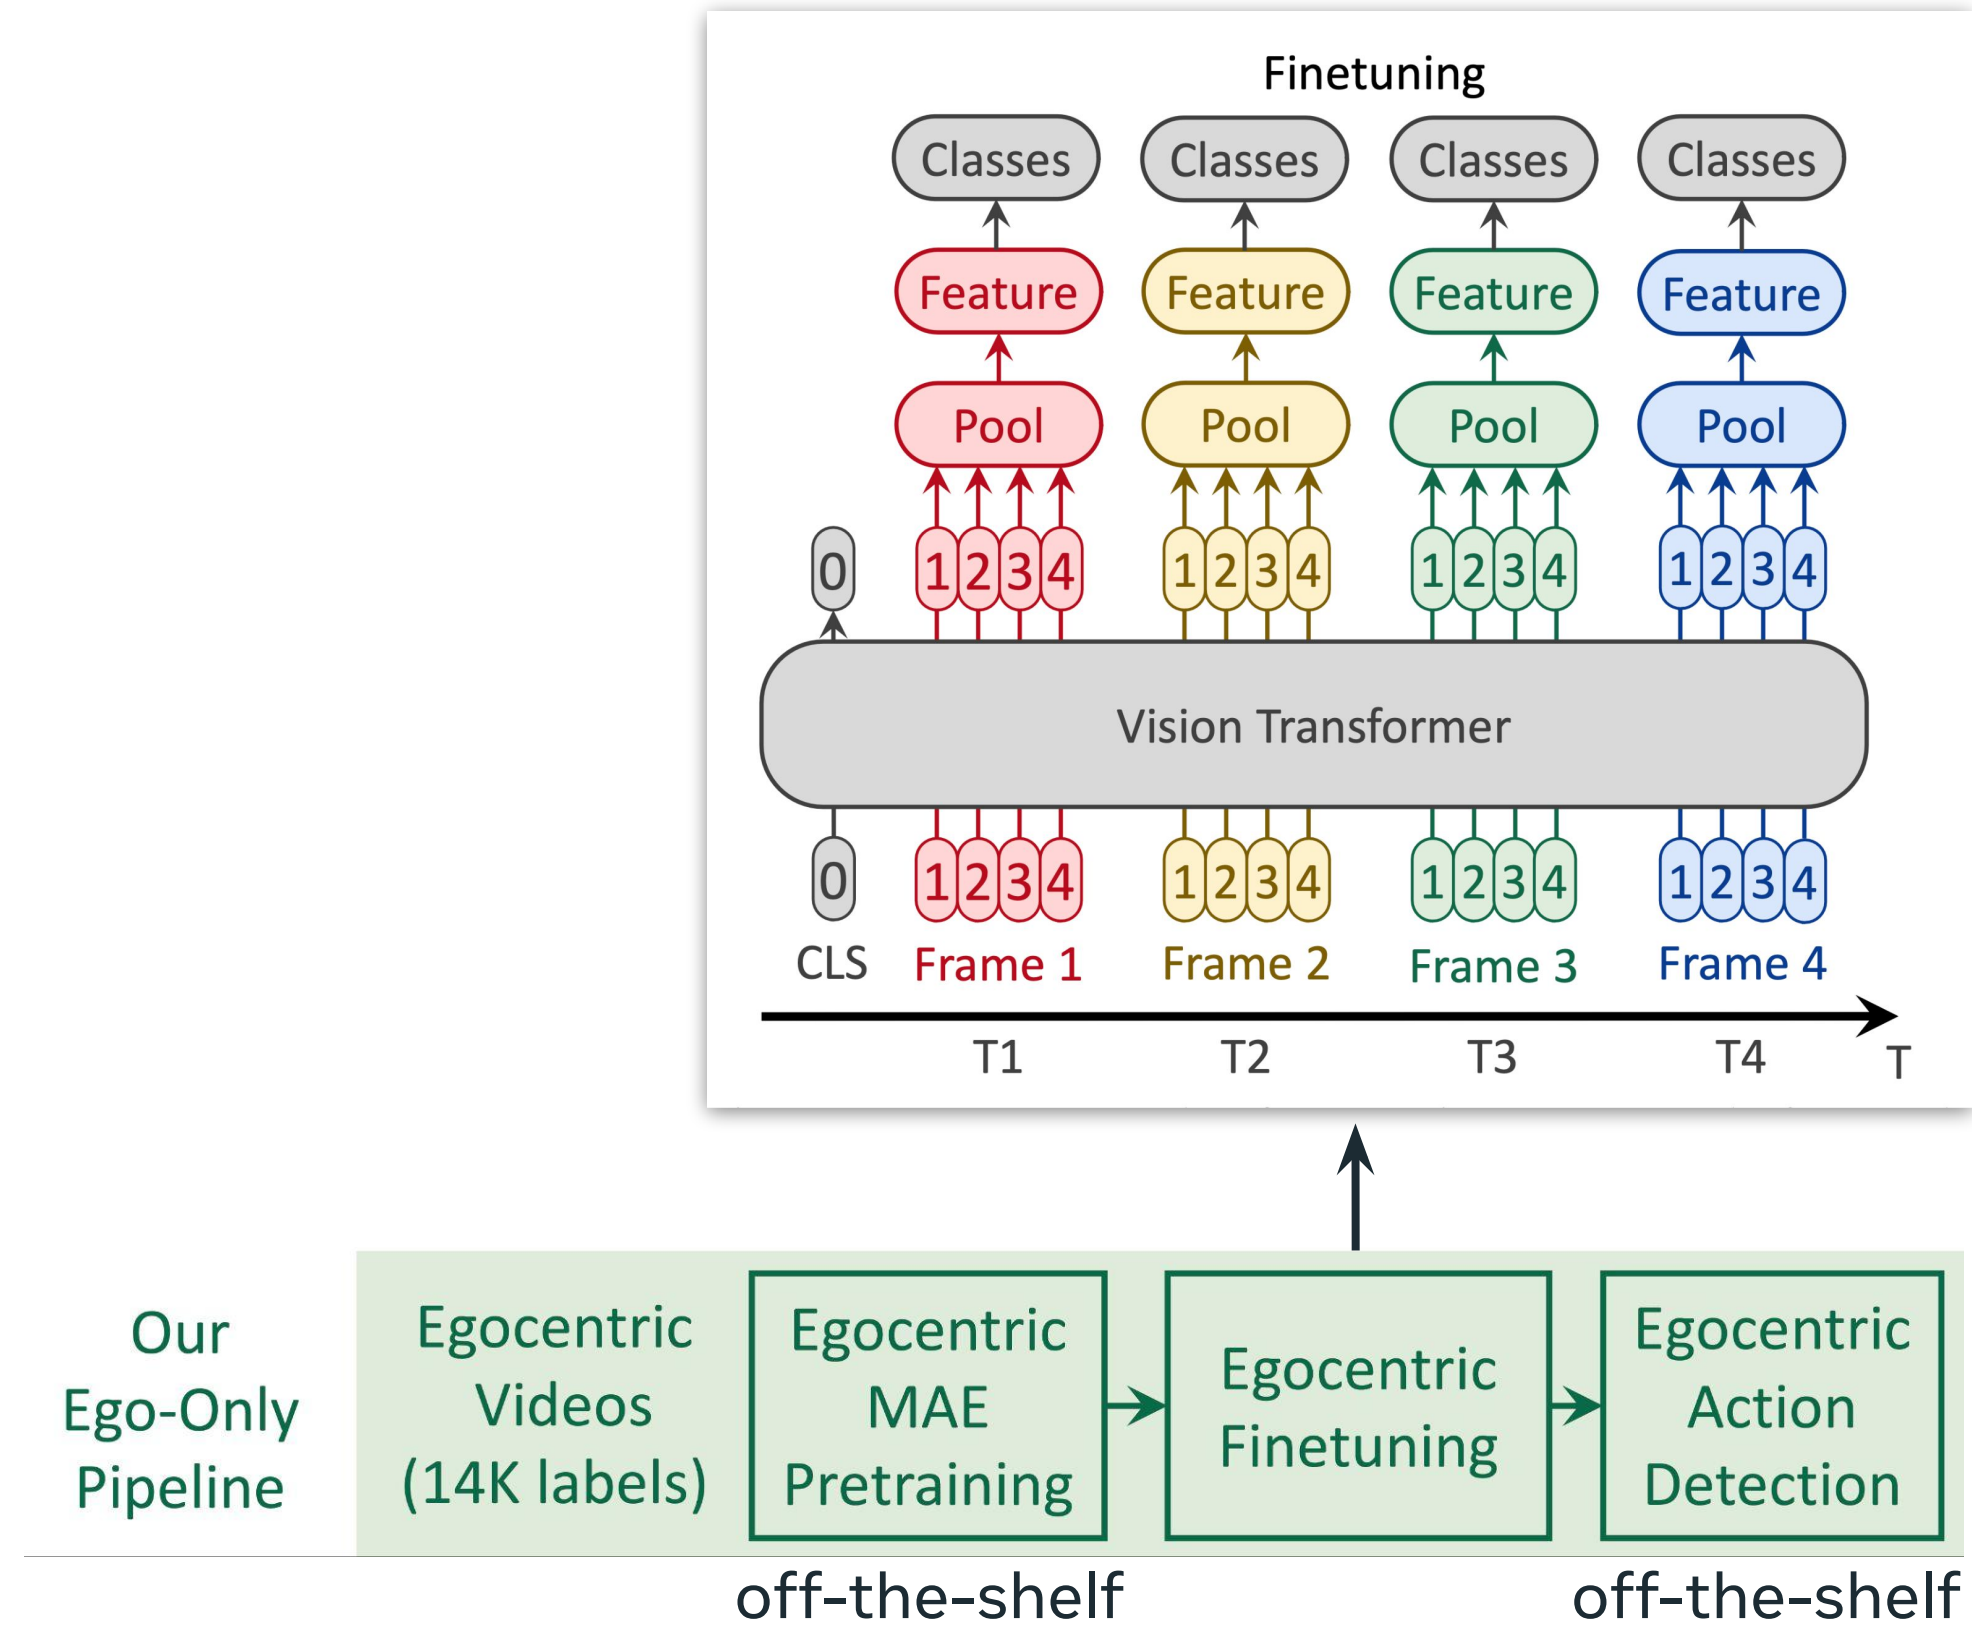 Finetuning
Classes Classes Classes Classes
Feature Feature Feature Feature
Pool Pool Pool Pool
0 1 2 3 4 1 2 3 4 1 2 3 4 1 2 3 4
Vision Transformer
0 1 2 3 4 1 2 3 4 1 2 3 4 1 2 3 4
CLS Frame 1 Frame 2 Frame 3 Frame 4
T1 T2 T3 T4 T
Our
Ego-Only
Pipeline
Egocentric
Videos
(14K labels)
Egocentric
MAE
Pretraining
Egocentric
Finetuning
Egocentric
Action
Detection
off-the-shelf
off-the-shelf